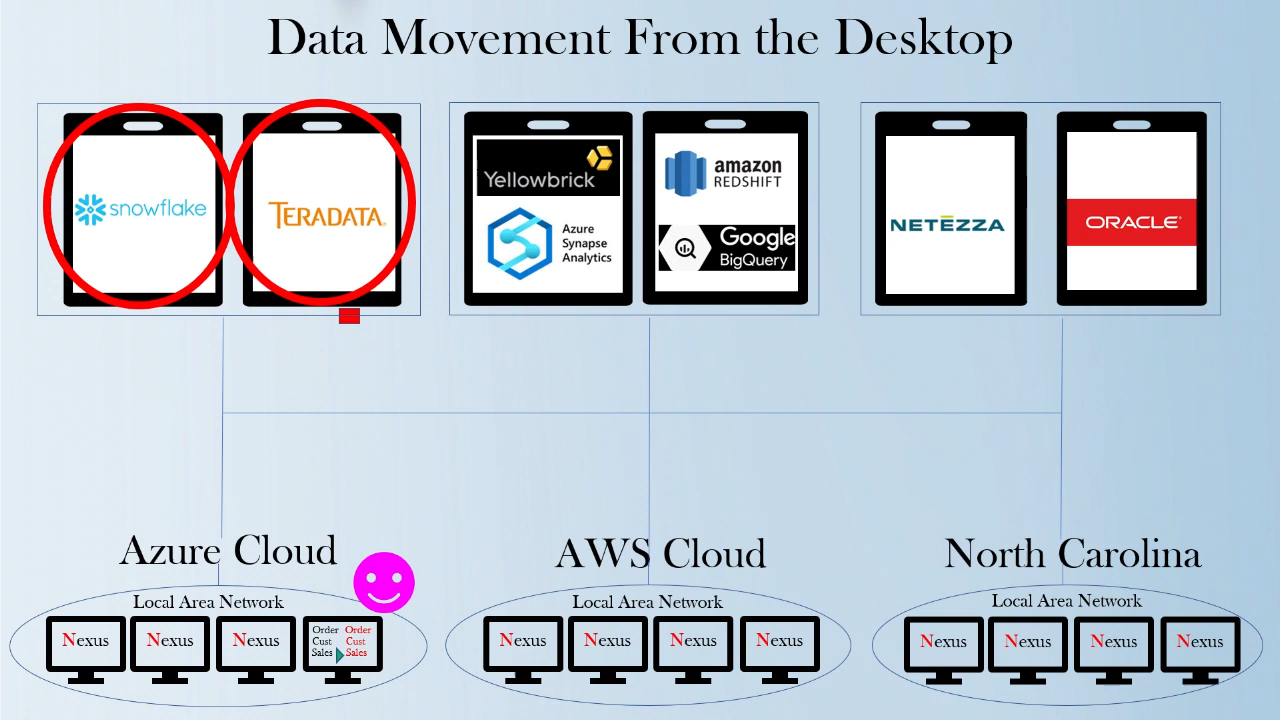 Data Movement From the Desktop
snowflake
TERADATA
Yellowbrick
Azure
Synapse
Analytics
amazon
REDSHIFT
Google
BigQuery
NETEZZA
ORACLE
Azure Cloud
AWS Cloud
North Carolina
Local Area Network
Nexus
Nexus
Nexus
Order Order
Cust Cust
Sales Sales
Local Area Network
Nexus
Nexus
Nexus
Nexus
Local Area Network
Nexus
Nexus
Nexus
Nexus